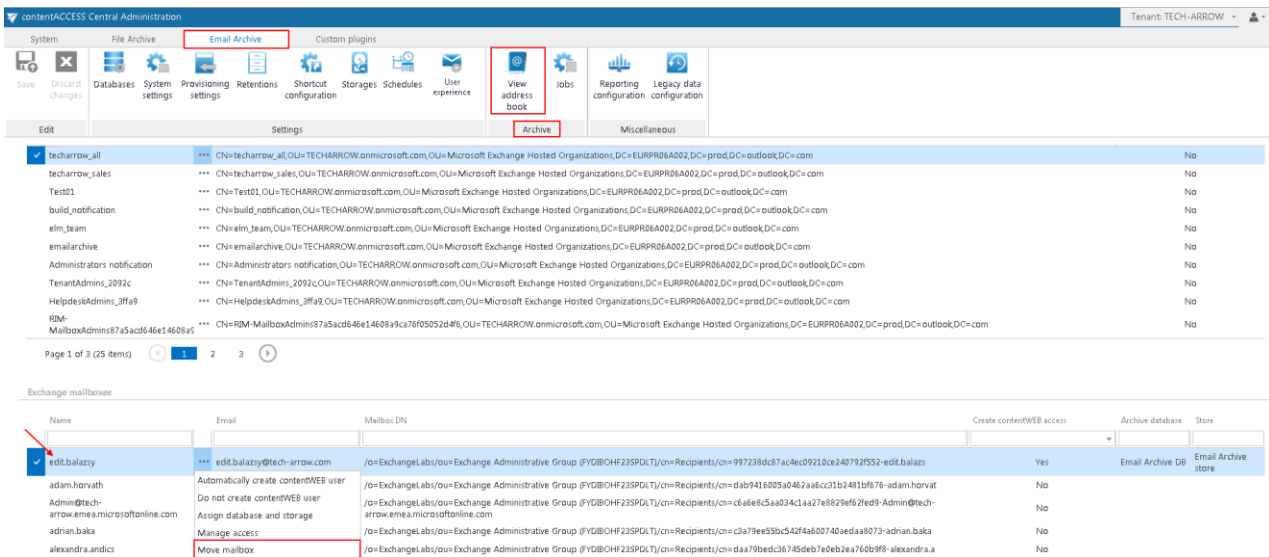 contentACCESS Central Administration
Tenant: TECH-ARROW
System File Archive Email Archive Custom plugins
Save Discard changes Databases System settings Provisioning settings Retentions Shortcut configuration Storages Schedules User experience View address book Jobs Reporting configuration Legacy data configuration
Edit Settings Archive Miscellaneous
techarrow_all ••• CN=techarrow_all,OU=TECHARROW.onmicrosoft.com,OU=Microsoft Exchange Hosted Organizations,DC=EURPR06A002,DC=prod,DC=outlook,DC=com No
techarrow_sales ••• CN=techarrow_sales,OU=TECHARROW.onmicrosoft.com,OU=Microsoft Exchange Hosted Organizations,DC=EURPR06A002,DC=prod,DC=outlook,DC=com No
Test01 ••• CN=Test01,OU=TECHARROW.onmicrosoft.com,OU=Microsoft Exchange Hosted Organizations,DC=EURPR06A002,DC=prod,DC=outlook,DC=com No
build_notification ••• CN=build_notification,OU=TECHARROW.onmicrosoft.com,OU=Microsoft Exchange Hosted Organizations,DC=EURPR06A002,DC=prod,DC=outlook,DC=com No
elm_team ••• CN=elm_team,OU=TECHARROW.onmicrosoft.com,OU=Microsoft Exchange Hosted Organizations,DC=EURPR06A002,DC=prod,DC=outlook,DC=com No
emailarchive ••• CN=emailarchive,OU=TECHARROW.onmicrosoft.com,OU=Microsoft Exchange Hosted Organizations,DC=EURPR06A002,DC=prod,DC=outlook,DC=com No
Administrators notification ••• CN=Administrators notification,OU=TECHARROW.onmicrosoft.com,OU=Microsoft Exchange Hosted Organizations,DC=EURPR06A002,DC=prod,DC=outlook,DC=com No
TenantAdmins_2092c ••• CN=TenantAdmins_2092c,OU=TECHARROW.onmicrosoft.com,OU=Microsoft Exchange Hosted Organizations,DC=EURPR06A002,DC=prod,DC=outlook,DC=com No
HelpdeskAdmins_3ffa9 ••• CN=HelpdeskAdmins_3ffa9,OU=TECHARROW.onmicrosoft.com,OU=Microsoft Exchange Hosted Organizations,DC=EURPR06A002,DC=prod,DC=outlook,DC=com No
RIM-
MailboxAdmins87a5acd646e14608a9 ••• CN=RIM-MailboxAdmins87a5acd646e14608a9ca76f05052d4f6,OU=TECHARROW.onmicrosoft.com,OU=Microsoft Exchange Hosted Organizations,DC=EURPR06A002,DC=prod,DC=outlook,DC=com No
Page 1 of 3 (25 items) 1 2 3
Exchange mailboxes
Name Email Mailbox DN Create contentWEB access Archive database Store
edit.balazsy ••• edit.balazsy@tech-arrow.com /o=ExchangeLabs/ou=Exchange Administrative Group (FYDIBOHF23SPDLT)/cn=Recipients/cn=997238dc87ac4ec09210ce240792f552-edit.balazs Yes Email Archive DB Email Archive store
Automatically create contentWEB user
adam.horvath /o=ExchangeLabs/ou=Exchange Administrative Group (FYDIBOHF23SPDLT)/cn=Recipients/cn=dab9416005a0462aa6cc31b2481bf676-adam.horvat No
Do not create contentWEB user
Admin@tech-arrow.emea.microsoftonline.com /o=ExchangeLabs/ou=Exchange Administrative Group (FYDIBOHF23SPDLT)/cn=Recipients/cn=c6a6e8c5aa034c1aa27e8829ef62fed9-Admin@tech-arrow.emea.microsoftonline.com No
Assign database and storage
adrian.baka Manage access /o=ExchangeLabs/ou=Exchange Administrative Group (FYDIBOHF23SPDLT)/cn=Recipients/cn=c3a79ee55bc542f4a600740aedaa8073-adrian.baka No
alexandra.andics Move mailbox /o=ExchangeLabs/ou=Exchange Administrative Group (FYDIBOHF23SPDLT)/cn=Recipients/cn=daa79bedc36745deb7e0eb2ea760b9f8-alexandra.a No